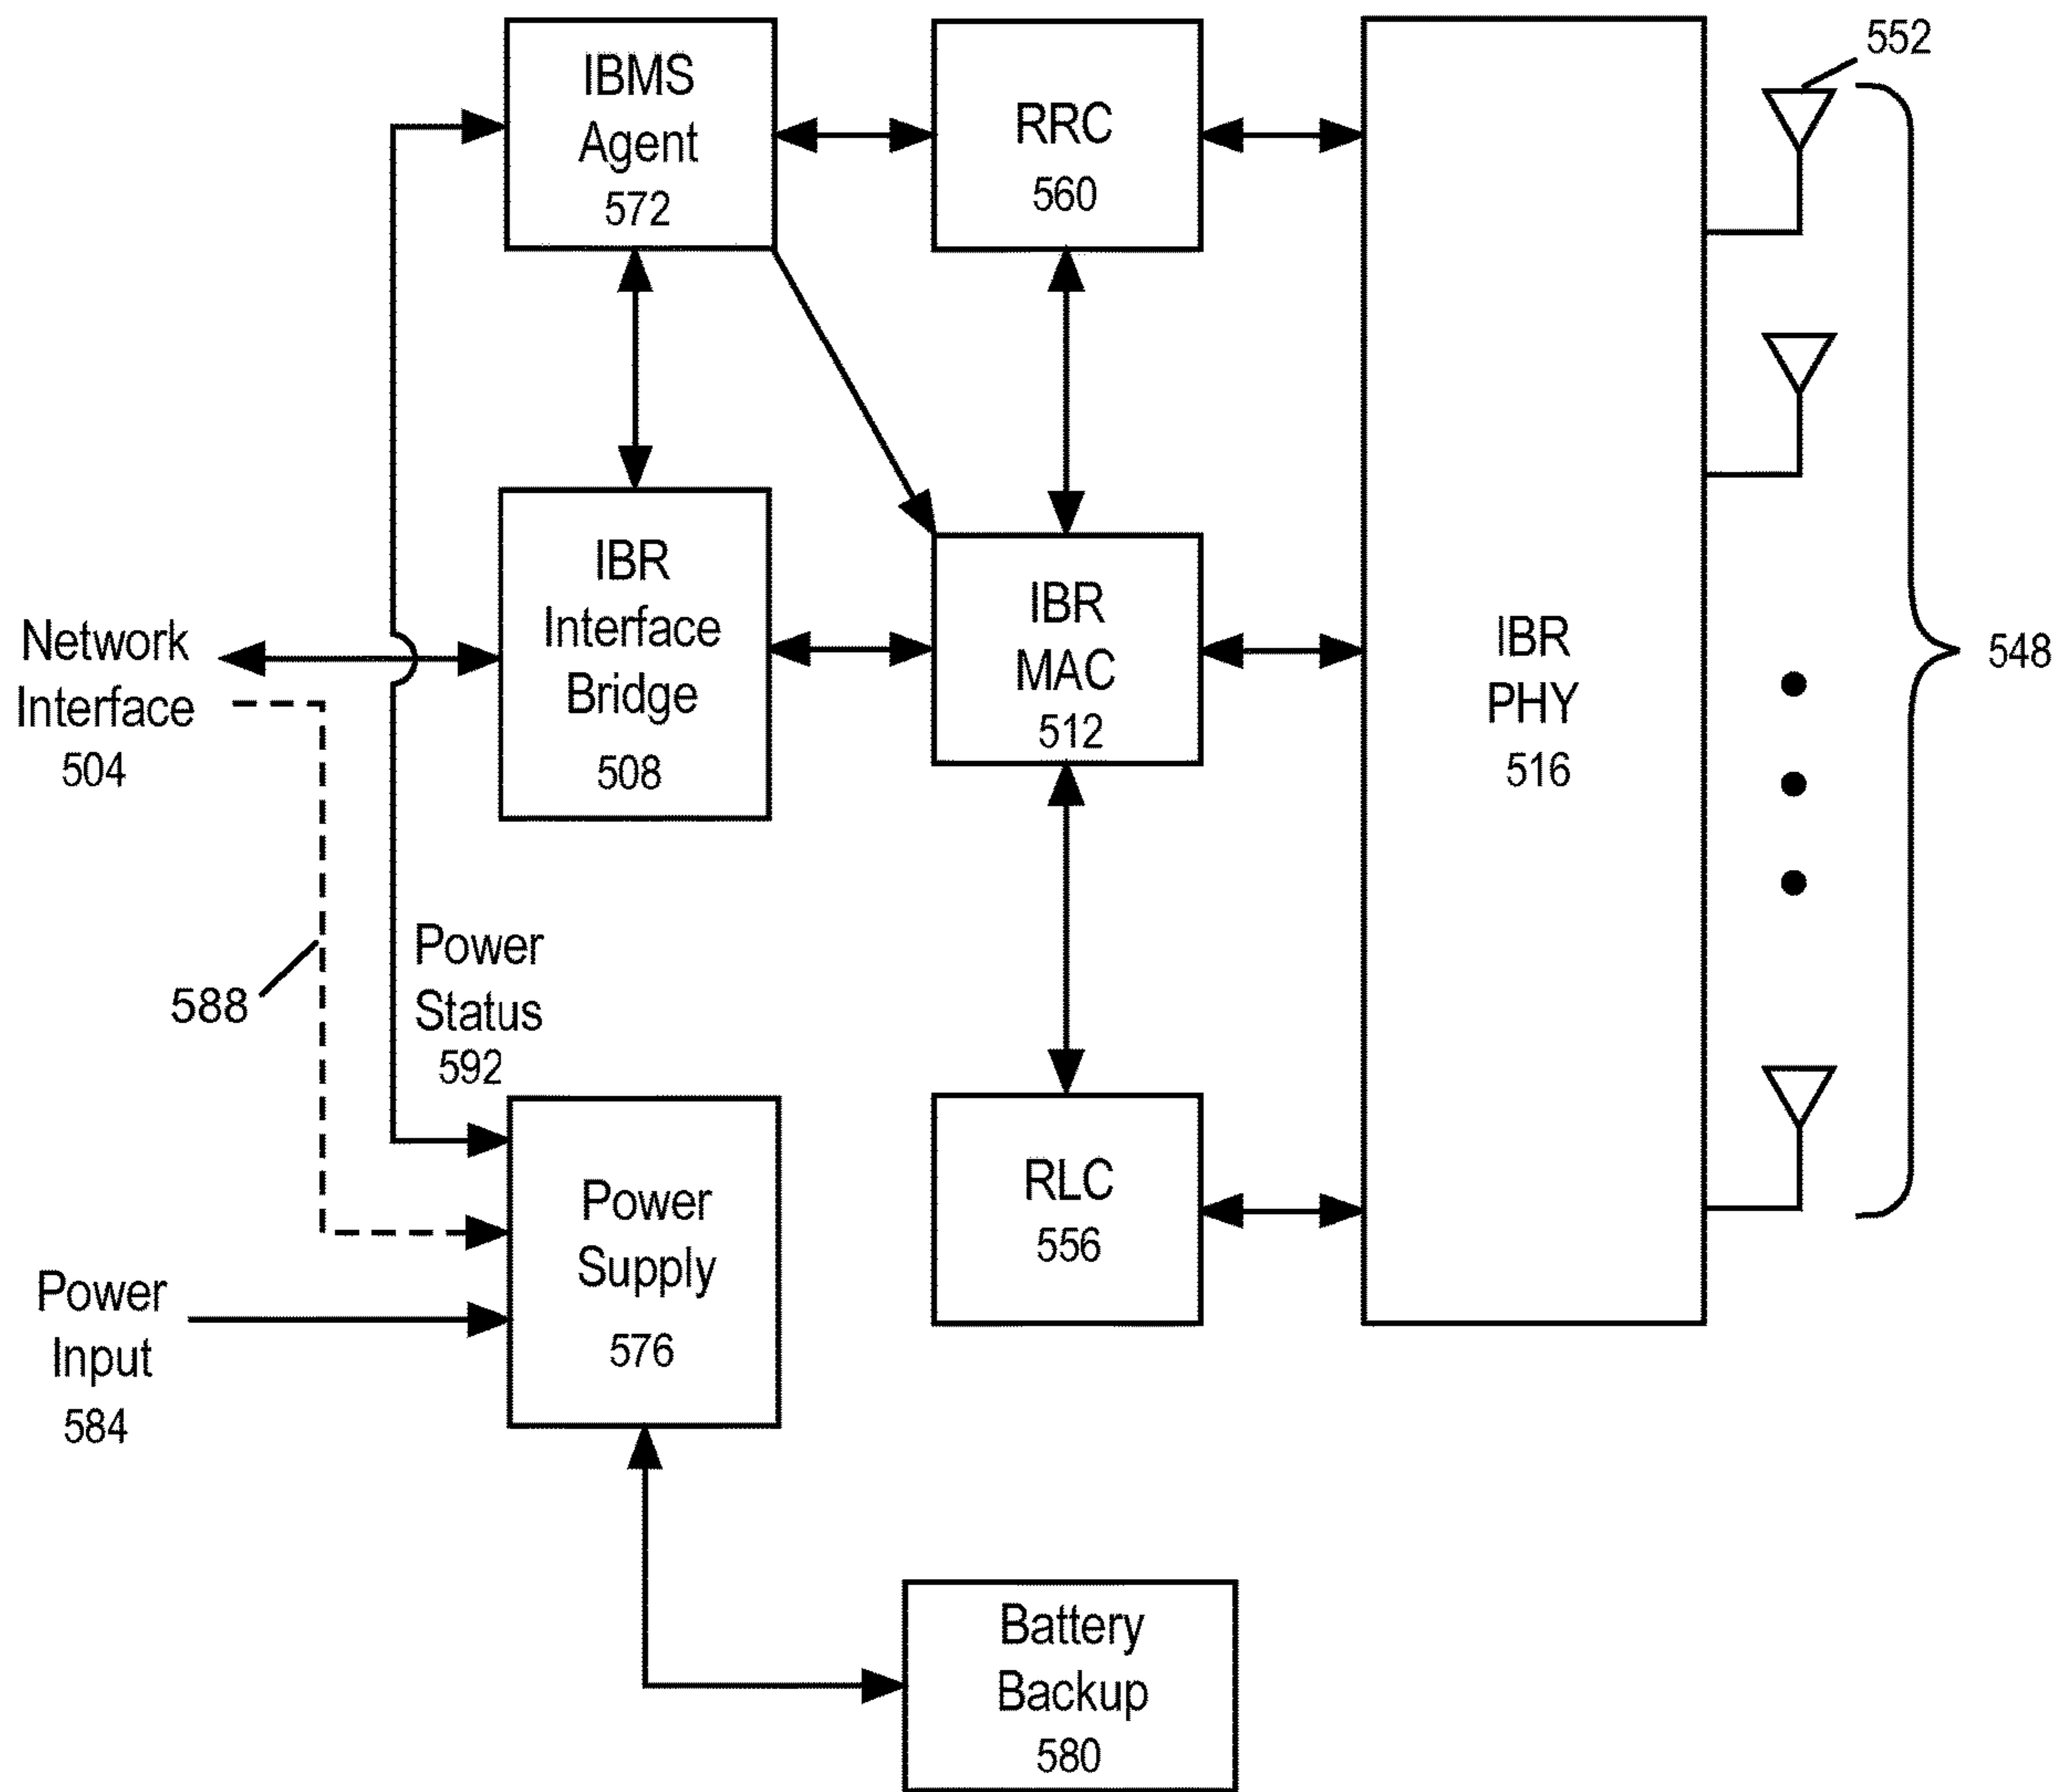 552
IBMS
Agent
572
RRC
560
IBR
Interface
Bridge
508
IBR
MAC
512
IBR
PHY
516
548
Network
Interface
504
588
Power
Status
592
Power
Supply
576
RLC
556
Power
Input
584
Battery
Backup
580